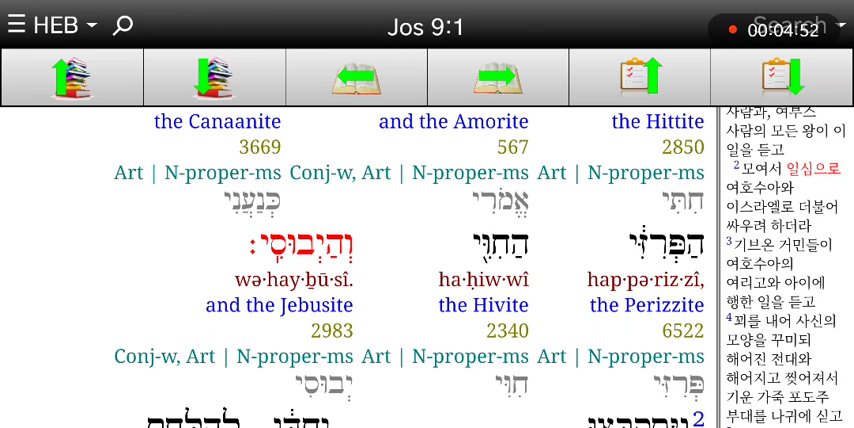 ☰ HEB Jos 9:1 Search
00:04:52
the Canaanite and the Amorite the Hittite
3669 567 2850
Art | N-proper-ms Conj-w, Art | N-proper-ms Art | N-proper-ms
חִתִּי אֱמֹרִי כְּנַעֲנִי
הַפְּרִזִּ֔י הַחִוִּ֖י וְהַיְבוּסִֽי׃
wə·hay·ḇū·sî. ha·ḥiw·wî hap·pə·riz·zî,
and the Jebusite the Hivite the Perizzite
2983 2340 6522
Conj-w, Art | N-proper-ms Art | N-proper-ms Art | N-proper-ms
פְּרִזִּי חִוִּי יְבוּסִי
2
사람과, 여부스
사람의 모든 왕이 이
일을 듣고
2모여서 일심으로
여호수아와
이스라엘로 더불어
싸우려 하더라
3기브온 거민들이
여호수아의
여리고와 아이에
행한 일을 듣고
4꾀를 내어 사신의
모양을 꾸미되
해어진 전대와
해어지고 찢어져서
기운 가죽 포도주
부대를 나귀에 싣고